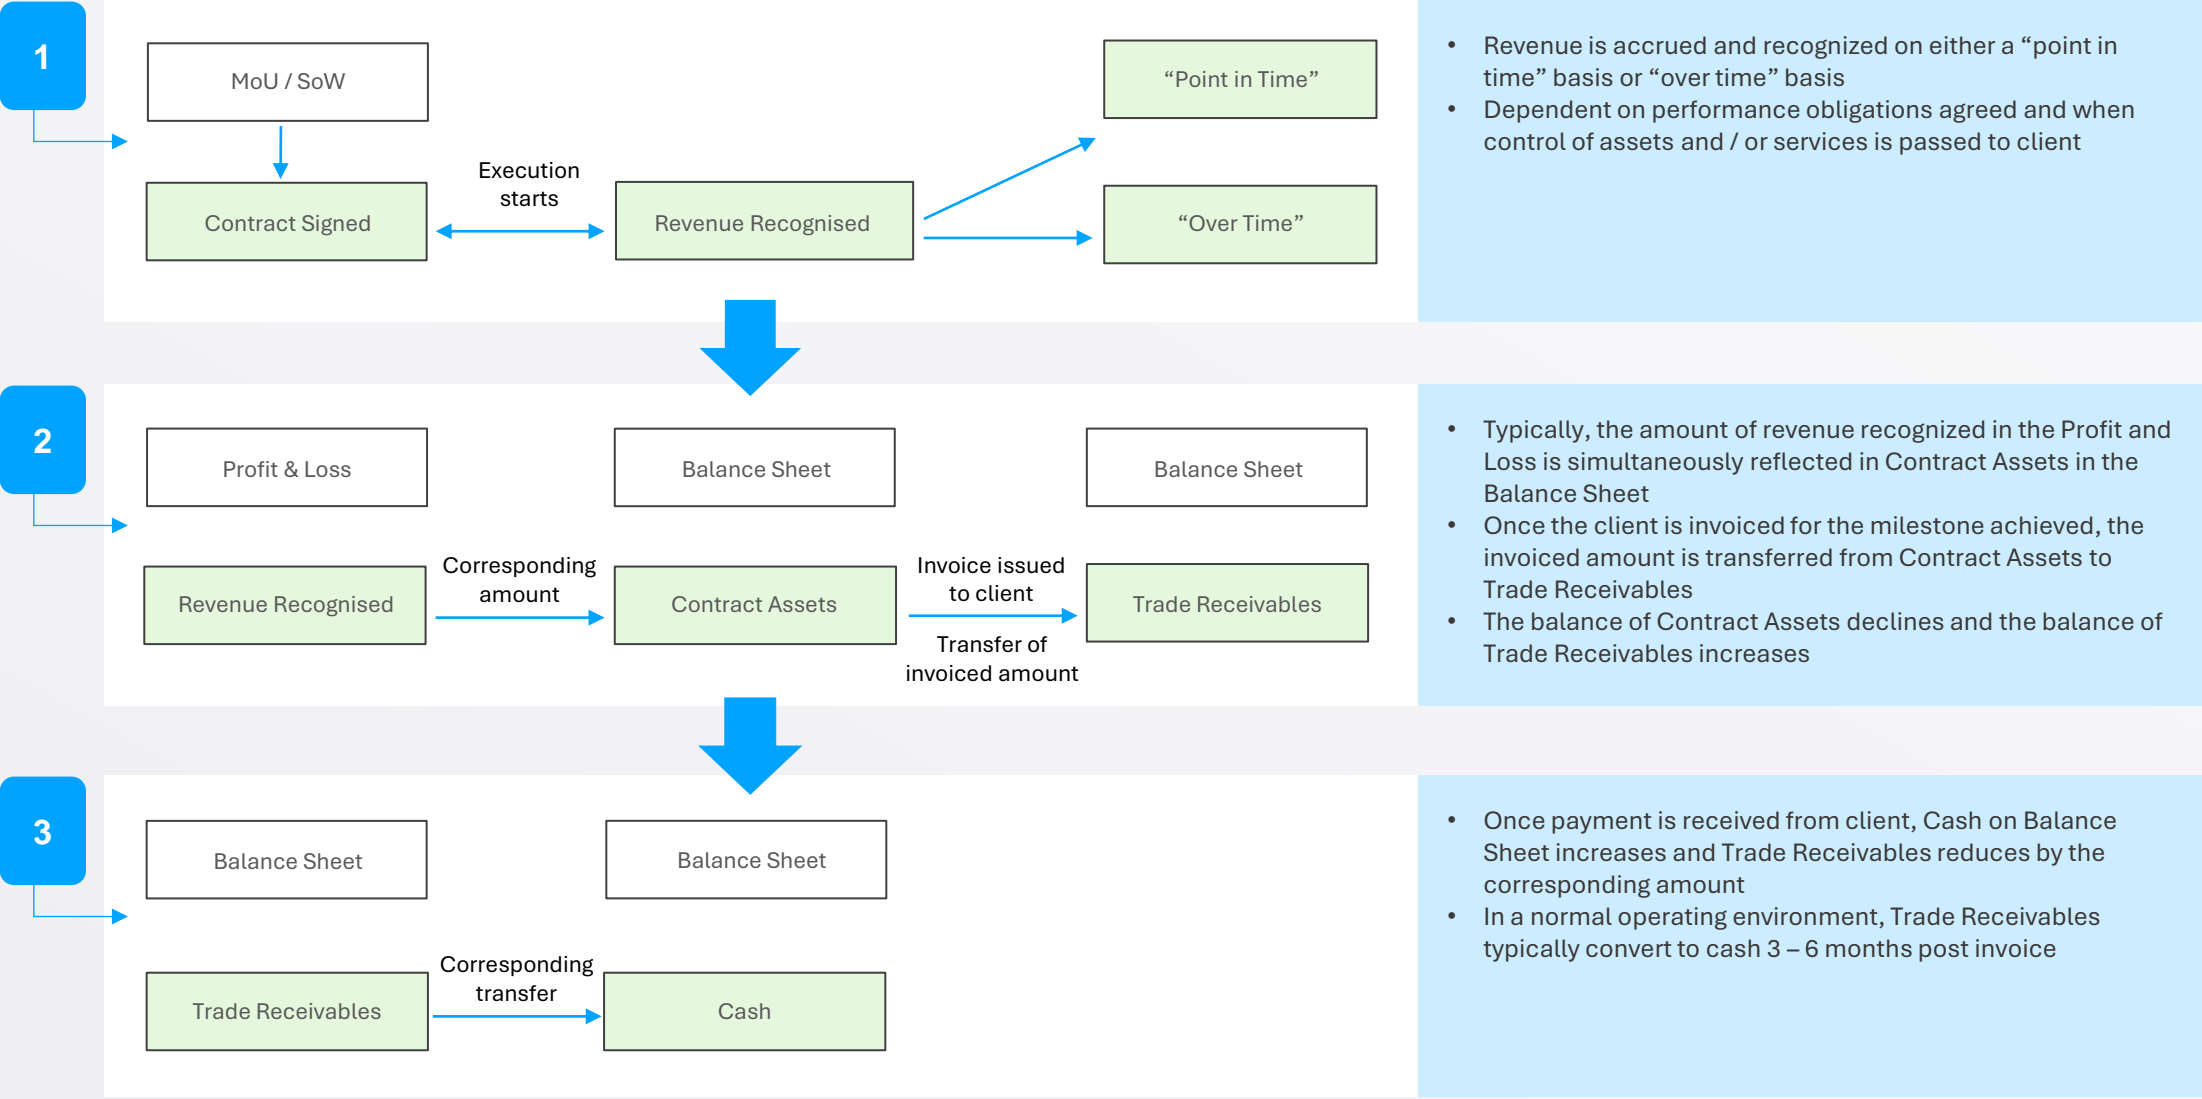 1
MoU / SoW
Contract Signed
Execution
starts
Revenue Recognised
“Point in Time”
“Over Time”
• Revenue is accrued and recognized on either a “point in
time” basis or “over time” basis
• Dependent on performance obligations agreed and when
control of assets and / or services is passed to client
2
Profit & Loss
Balance Sheet
Balance Sheet
Revenue Recognised
Corresponding
amount
Contract Assets
Invoice issued
to client
Transfer of
invoiced amount
Trade Receivables
• Typically, the amount of revenue recognized in the Profit and
Loss is simultaneously reflected in Contract Assets in the
Balance Sheet
• Once the client is invoiced for the milestone achieved, the
invoiced amount is transferred from Contract Assets to
Trade Receivables
• The balance of Contract Assets declines and the balance of
Trade Receivables increases
3
Balance Sheet
Balance Sheet
Trade Receivables
Corresponding
transfer
Cash
• Once payment is received from client, Cash on Balance
Sheet increases and Trade Receivables reduces by the
corresponding amount
• In a normal operating environment, Trade Receivables
typically convert to cash 3 – 6 months post invoice